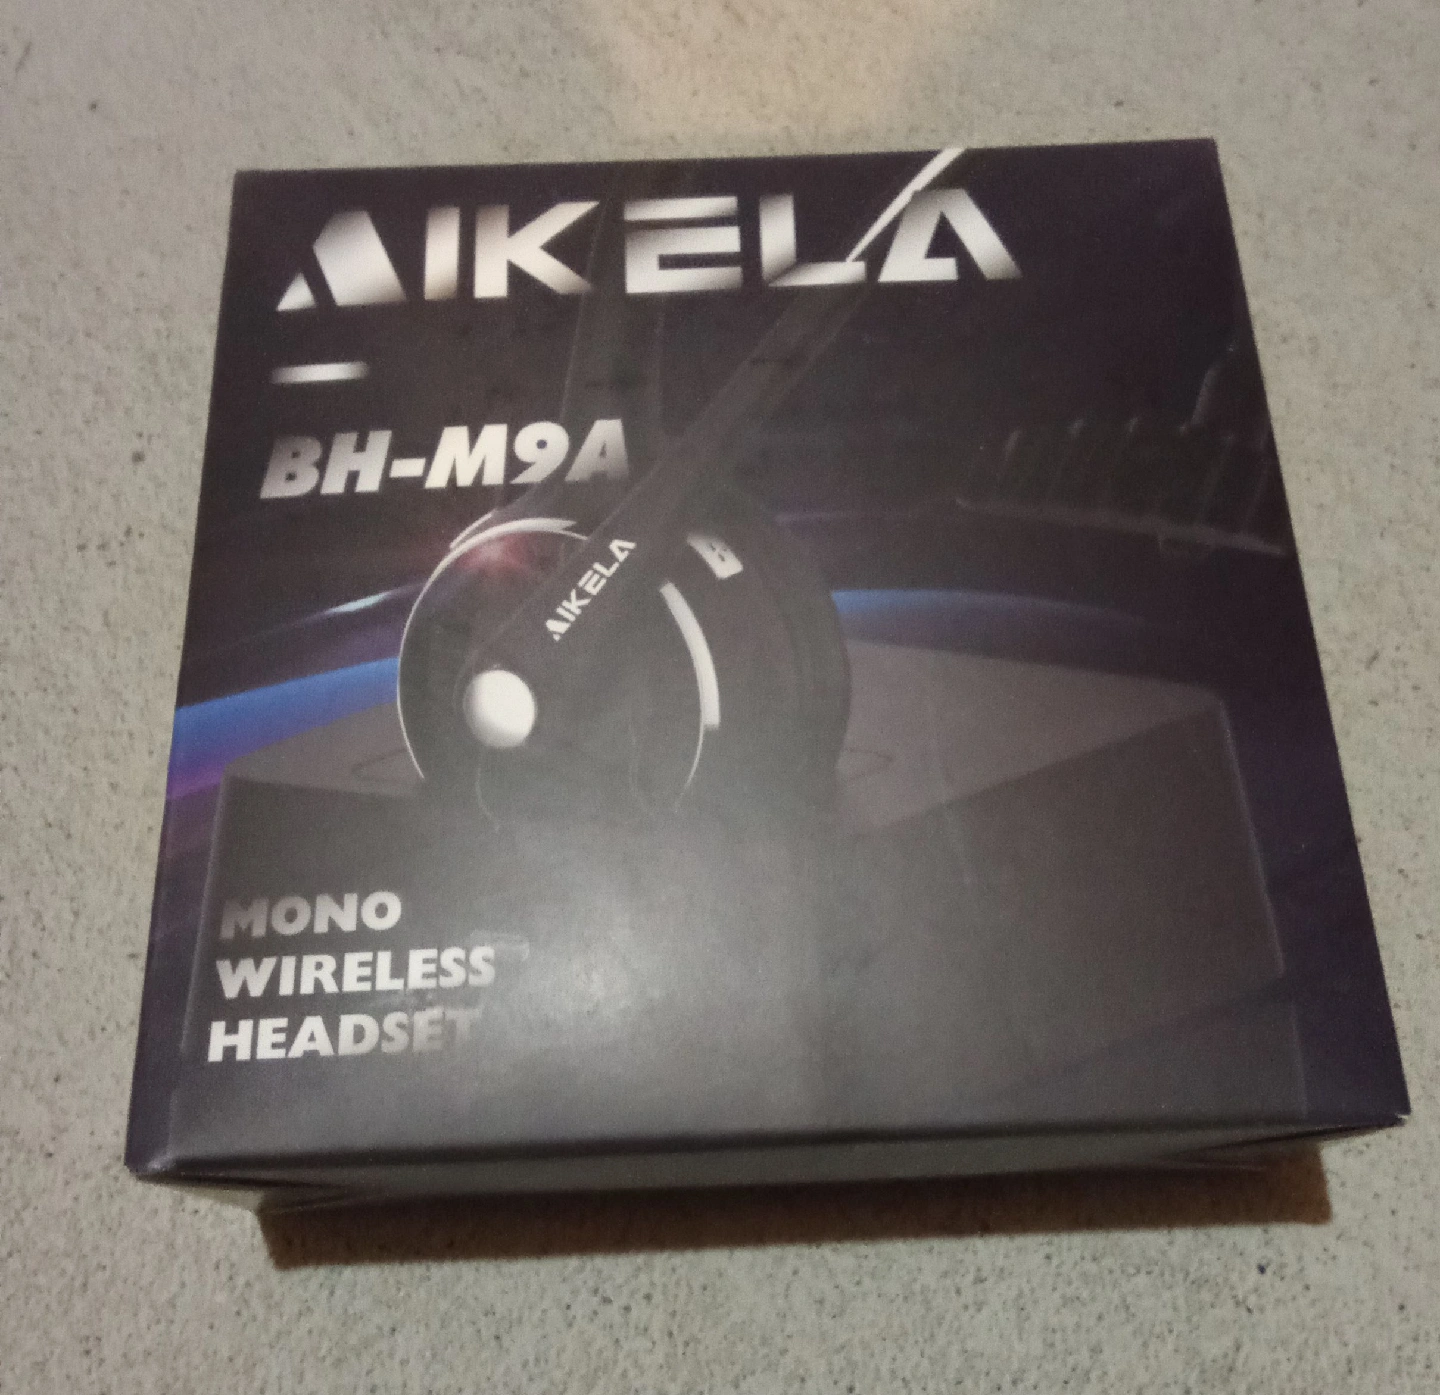 AIKELA
BH-M9A
AIKELA
MONO
WIRELESS
HEADSET